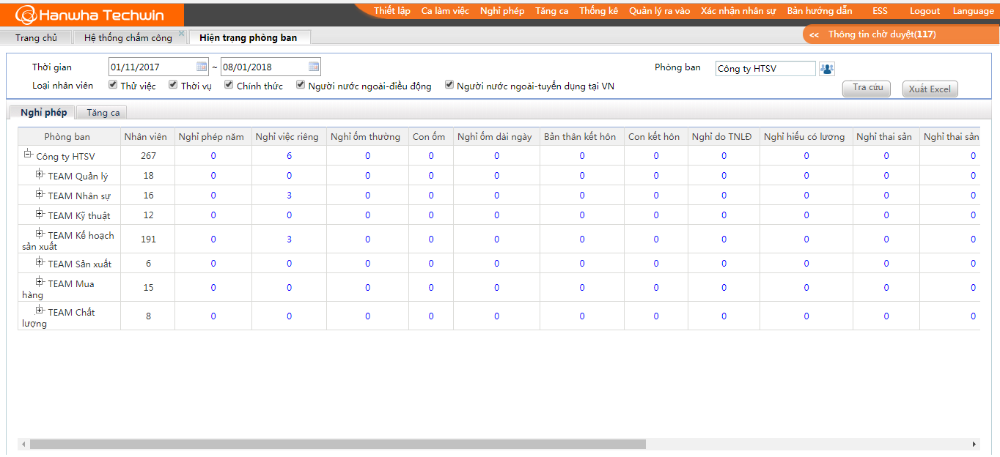 Hanwha Techwin
Thiết lập Ca làm việc Nghỉ phép Tăng ca Thống kê Quản lý ra vào Xác nhận nhân sự Bản hướng dẫn ESS Logout Language
Trang chủ Hệ thống chấm công Hiện trạng phòng ban << Thông tin chờ duyệt(117)
Thời gian 01/11/2017 ~ 08/01/2018 Phòng ban Công ty HTSV
Loại nhân viên Thử việc Thời vụ Chính thức Người nước ngoài-điều động Người nước ngoài-tuyển dụng tại VN Tra cứu Xuất Excel
Nghỉ phép Tăng ca
Phòng ban Nhân viên Nghỉ phép năm Nghỉ việc riêng Nghỉ ốm thường Con ốm Nghỉ ốm dài ngày Bản thân kết hôn Con kết hôn Nghỉ do TNLĐ Nghỉ hiếu có lương Nghỉ thai sản Nghỉ thai sản
Công ty HTSV 267 0 6 0 0 0 0 0 0 0 0 0
TEAM Quản lý 18 0 0 0 0 0 0 0 0 0 0 0
TEAM Nhân sự 16 0 3 0 0 0 0 0 0 0 0 0
TEAM Kỹ thuật 12 0 0 0 0 0 0 0 0 0 0 0
TEAM Kế hoạch
sản xuất 191 0 3 0 0 0 0 0 0 0 0 0
TEAM Sản xuất 6 0 0 0 0 0 0 0 0 0 0 0
TEAM Mua
hàng 15 0 0 0 0 0 0 0 0 0 0 0
TEAM Chất
lượng 8 0 0 0 0 0 0 0 0 0 0 0